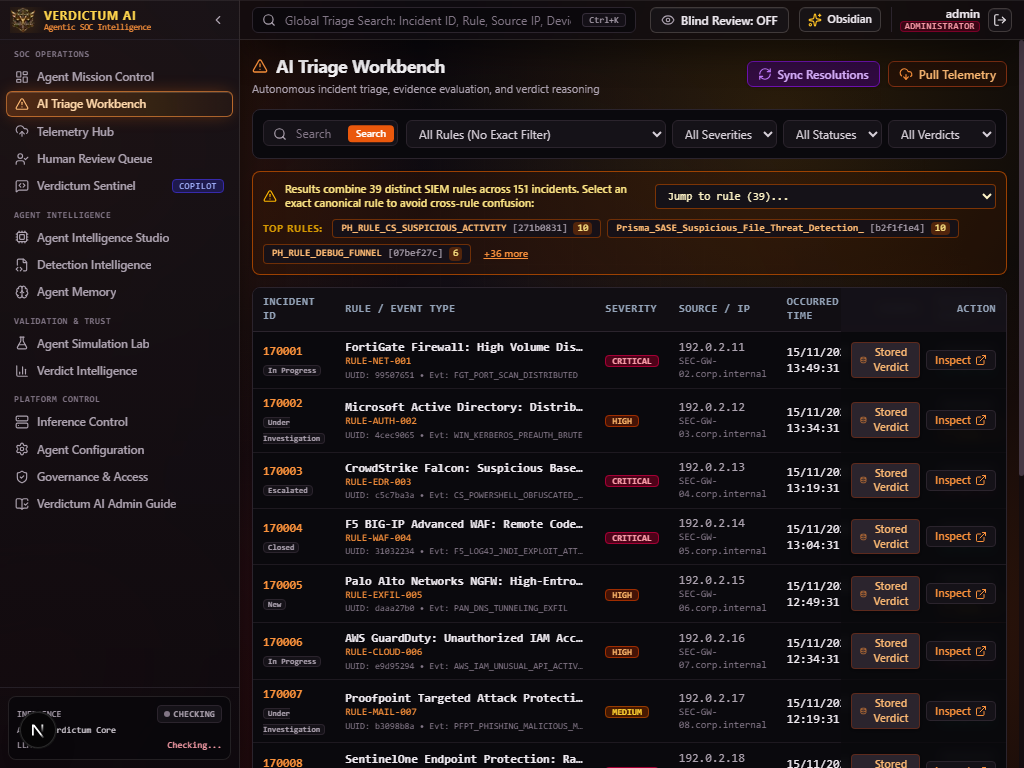 VERDICTUM AI
Agentic SOC Intelligence
SOC OPERATIONS
Agent Mission Control
AI Triage Workbench
Telemetry Hub
Human Review Queue
Verdictum Sentinel
COPILOT
AGENT INTELLIGENCE
Agent Intelligence Studio
Detection Intelligence
Agent Memory
VALIDATION & TRUST
Agent Simulation Lab
Verdict Intelligence
PLATFORM CONTROL
Inference Control
Agent Configuration
Governance & Access
Verdictum AI Admin Guide
CHECKING
rdictum Core
Checking...
N
Global Triage Search: Incident ID, Rule, Source IP, Devi
Ctrl+K
Blind Review: OFF
Obsidian
admin
ADMINISTRATOR
AI Triage Workbench
Autonomous incident triage, evidence evaluation, and verdict reasoning
Sync Resolutions
Pull Telemetry
Search
Search
All Rules (No Exact Filter)
All Severities
All Statuses
All Verdicts
Results combine 39 distinct SIEM rules across 151 incidents. Select an
exact canonical rule to avoid cross-rule confusion:
Jump to rule (39)...
TOP RULES:
PH_RULE_CS_SUSPICIOUS_ACTIVITY [271b0831] 10
Prisma_SASE_Suspicious_File_Threat_Detection_ [b2f1f1e4] 10
PH_RULE_DEBUG_FUNNEL [07bef27c] 6
+36 more
INCIDENT
ID
RULE / EVENT TYPE
SEVERITY
SOURCE / IP
OCCURRED
TIME
ACTION
170001
In Progress
FortiGate Firewall: High Volume Dis…
RULE-NET-001
UUID: 99507651 • Evt: FGT_PORT_SCAN_DISTRIBUTED
CRITICAL
192.0.2.11
SEC-GW-
02.corp.internal
15/11/202
13:49:31
Stored
Verdict
Inspect
170002
Under
Investigation
Microsoft Active Directory: Distrib…
RULE-AUTH-002
UUID: 4cec9065 • Evt: WIN_KERBEROS_PREAUTH_BRUTE
HIGH
192.0.2.12
SEC-GW-
03.corp.internal
15/11/202
13:34:31
Stored
Verdict
Inspect
170003
Escalated
CrowdStrike Falcon: Suspicious Base…
RULE-EDR-003
UUID: c5c7ba3a • Evt: CS_POWERSHELL_OBFUSCATED_…
CRITICAL
192.0.2.13
SEC-GW-
04.corp.internal
15/11/202
13:19:31
Stored
Verdict
Inspect
170004
Closed
F5 BIG-IP Advanced WAF: Remote Code…
RULE-WAF-004
UUID: 31032234 • Evt: F5_LOG4J_JNDI_EXPLOIT_ATT…
CRITICAL
192.0.2.14
SEC-GW-
05.corp.internal
15/11/202
13:04:31
Stored
Verdict
Inspect
170005
New
Palo Alto Networks NGFW: High-Entro…
RULE-EXFIL-005
UUID: daaa27b0 • Evt: PAN_DNS_TUNNELING_EXFIL
HIGH
192.0.2.15
SEC-GW-
06.corp.internal
15/11/202
12:49:31
Stored
Verdict
Inspect
170006
In Progress
AWS GuardDuty: Unauthorized IAM Acc…
RULE-CLOUD-006
UUID: e9d95294 • Evt: AWS_IAM_UNUSUAL_API_ACTIV…
HIGH
192.0.2.16
SEC-GW-
07.corp.internal
15/11/202
12:34:31
Stored
Verdict
Inspect
170007
Under
Investigation
Proofpoint Targeted Attack Protecti…
RULE-MAIL-007
UUID: b3098b8a • Evt: PFPT_PHISHING_MALICIOUS_M…
MEDIUM
192.0.2.17
SEC-GW-
08.corp.internal
15/11/202
12:19:31
Stored
Verdict
Inspect
170008
SentinelOne Endpoint Protection: Ra…
192.0.2.18
15/11/202
Stored